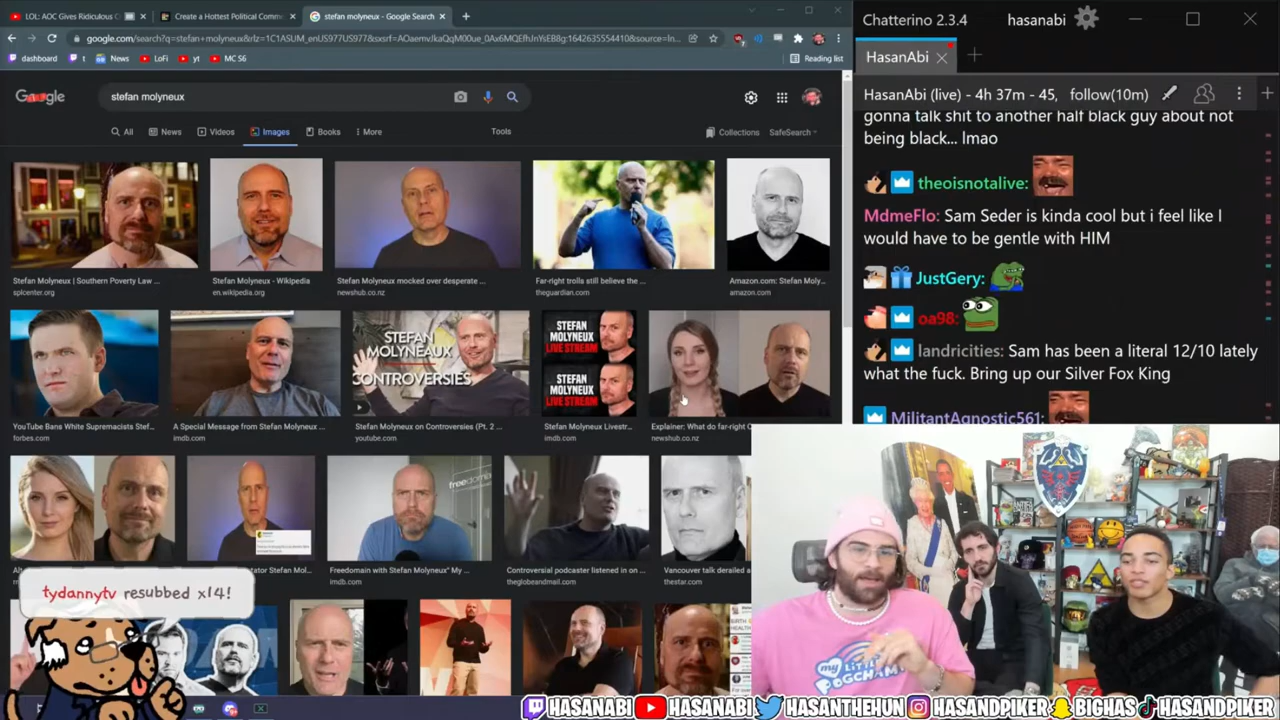 LOL: AOC Gives Ridiculous
Create a Hottest Political Comm
stefan molyneux - Google Search
dashboard
t
News
LoFi
yt
MC S6
Reading list
Google
stefan molyneux
All
News
Videos
Images
Books
More
Tools
Collections
SafeSearch
Stefan Molyneux | Southern Poverty Law ...
splcenter.org
Stefan Molyneux - Wikipedia
en.wikipedia.org
Stefan Molyneux mocked over desperate ...
newshub.co.nz
Far-right trolls still believe the ...
theguardian.com
Amazon.com: Stefan Moly...
amazon.com
STEFAN
MOLYNEAUX
CONTROVERSIES
STEFAN
MOLYNEUX
LIVE STREAM
STEFAN
MOLYNEUX
LIVE STREAM
YouTube Bans White Supremacists Stef...
forbes.com
A Special Message from Stefan Molyneux ...
imdb.com
Stefan Molyneux on Controversies (Pt. 2 ...
youtube.com
Stefan Molyneux Livestr...
imdb.com
Explainer: What do far-right
newshub.co.nz
freedom
Freedomain with Stefan Molyneux" My ...
imdb.com
Controversial podcaster listened in on ...
theglobeandmail.com
Vancouver talk derailed a
thestar.com
tydannytv resubbed x14!
Chatterino 2.3.4
hasanabi
HasanAbi
HasanAbi (live) - 4h 37m - 45, follow(10m)
gonna talk shit to another half black guy about not
being black... lmao
theoisnotalive:
MdmeFlo: Sam Seder is kinda cool but i feel like I
would have to be gentle with HIM
JustGery:
oa98:
landricities: Sam has been a literal 12/10 lately
what the fuck. Bring up our Silver Fox King
MilitantAgnostic561:
my Little
POGCHAMP
HASANABI
HASANABI
HASANTHEHUN
HASANDPIKER
BIGHAS
HASANDPIKER